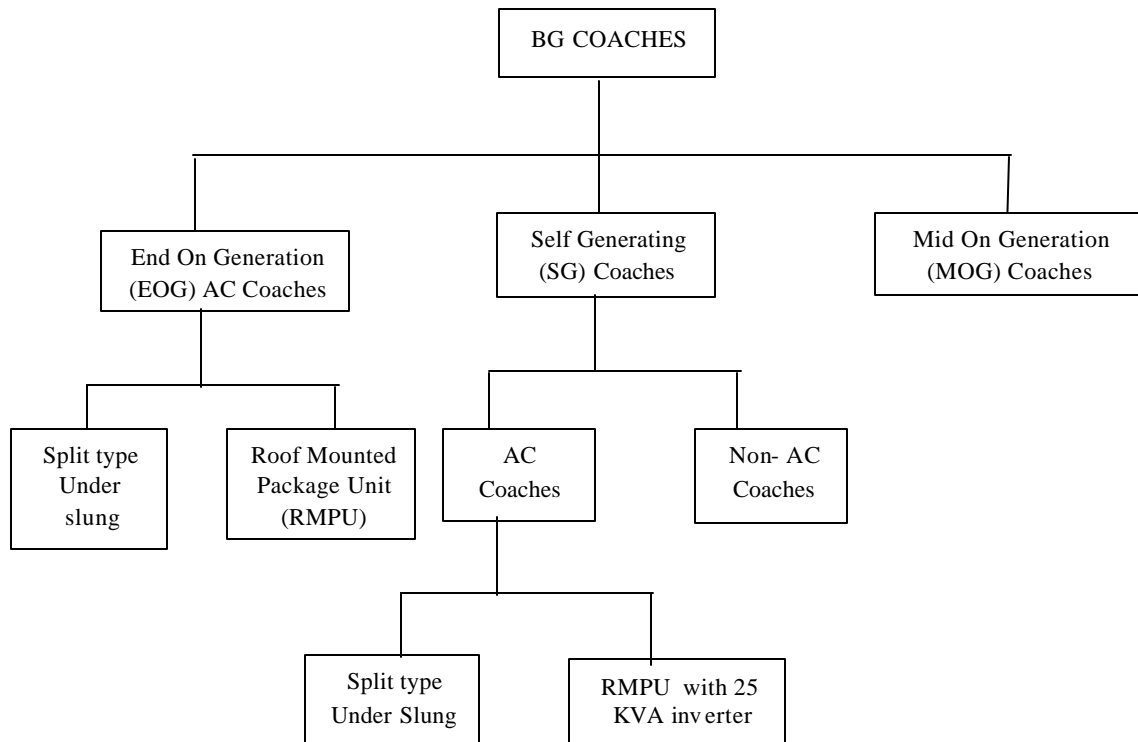 BG COACHES
End On Generation
(EOG) AC Coaches
Self Generating
(SG) Coaches
Mid On Generation
(MOG) Coaches
Split type
Under
slung
Roof Mounted
Package Unit
(RMPU)
AC
Coaches
Non- AC
Coaches
Split type
Under Slung
RMPU with 25
KVA inverter